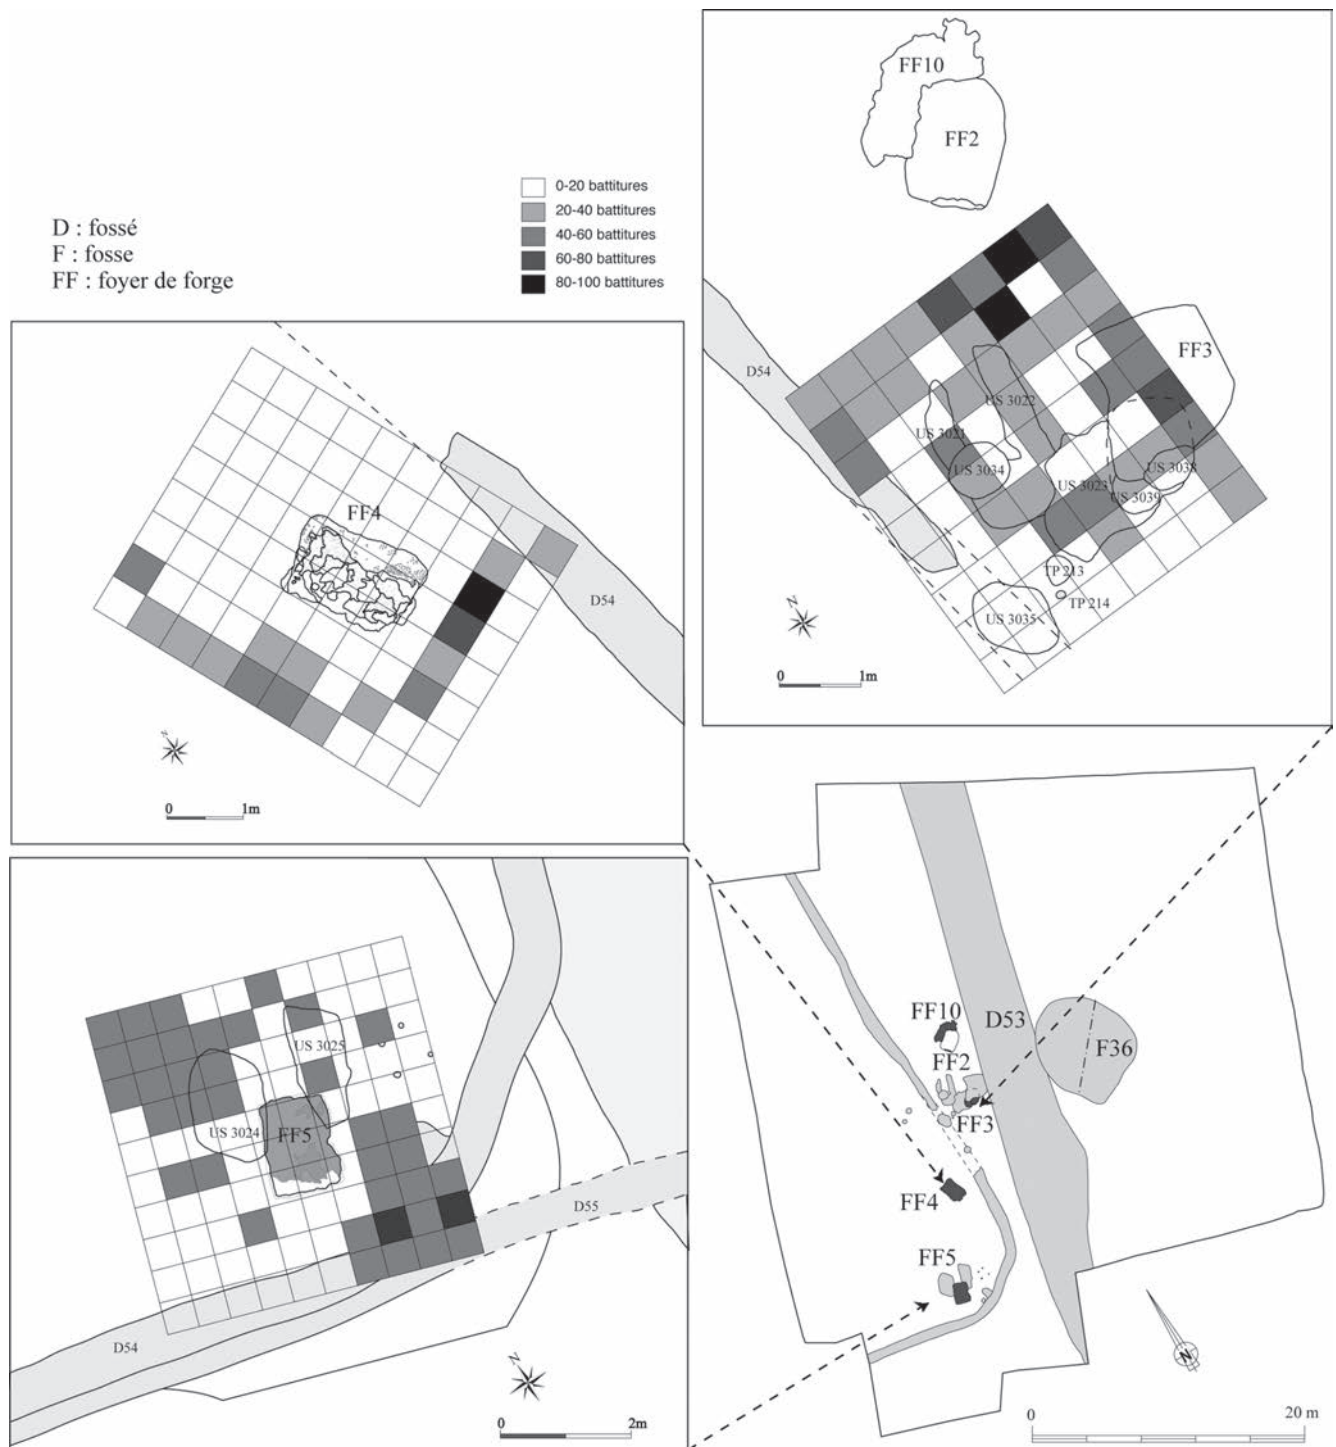 D : fossé
F : fosse
FF : foyer de forge
0-20 battitures
20-40 battitures
40-60 battitures
60-80 battitures
80-100 battitures
FF10
FF2
D54
FF3
US 3022
US 3021
US 3034
US 3038
US 3023
US 3039
TP 213
TP 214
US 3035
N
0 1m
FF4
D54
N
0 1m
US 3025
US 3024
FF5
D55
D54
N
0 2m
FF10
D53
F36
FF2
FF3
FF4
FF5
N
0 20 m